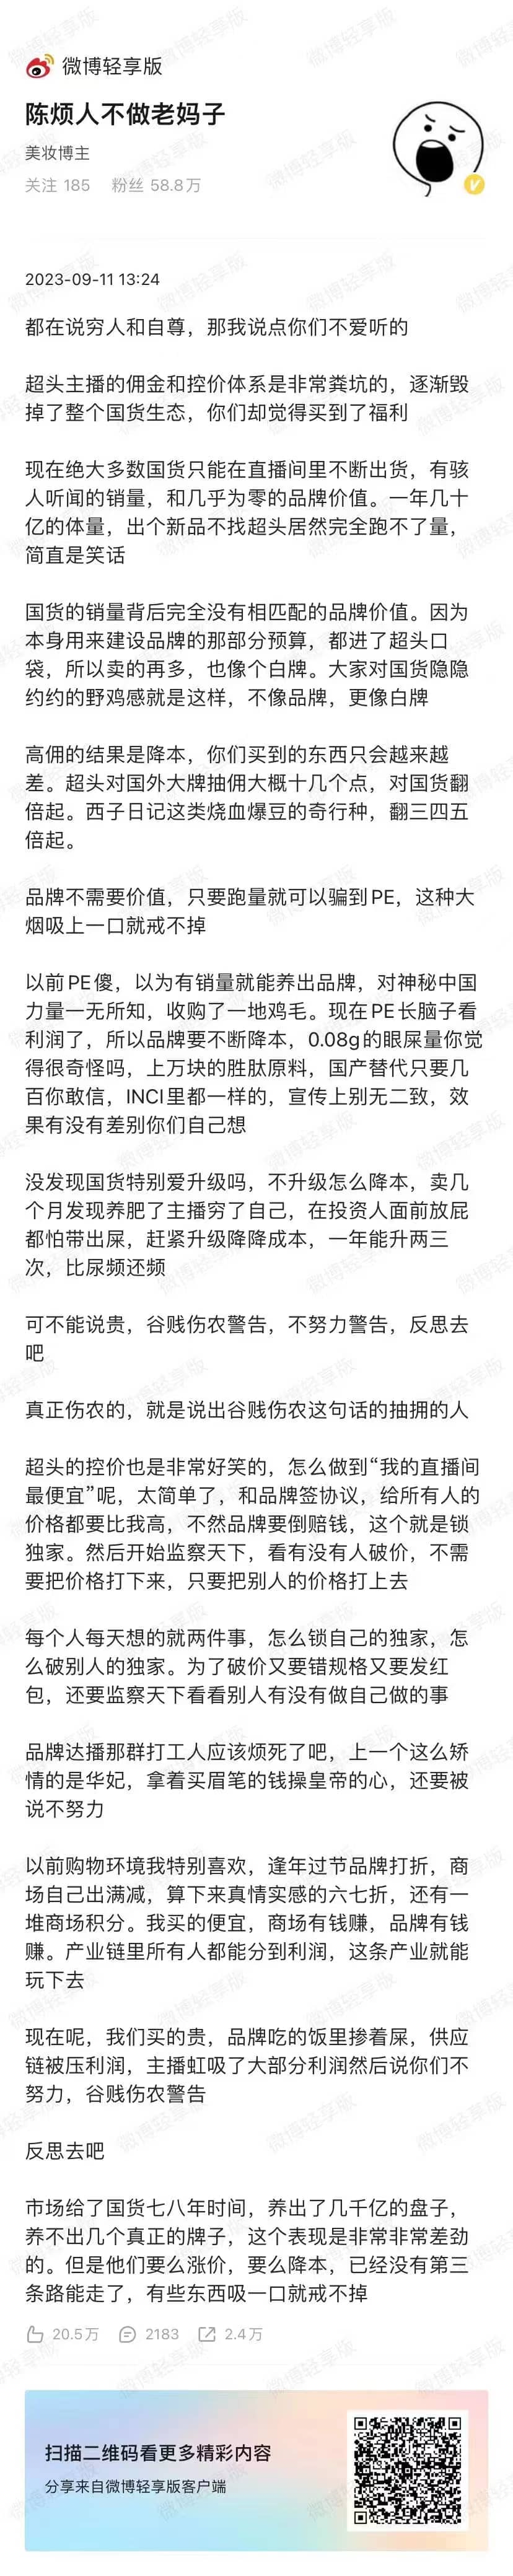 微博轻享版
陈烦人不做老妈子
美妆博主
关注 185 粉丝 58.8万
2023-09-11 13:24
都在说穷人和自尊，那我说点你们不爱听的
超头主播的佣金和控价体系是非常粪坑的，逐渐毁
掉了整个国货生态，你们却觉得买到了福利
现在绝大多数国货只能在直播间里不断出货，有骇
人听闻的销量，和几乎为零的品牌价值。一年几十
亿的体量，出个新品不找超头居然完全跑不了量，
简直是笑话
国货的销量背后完全没有相匹配的品牌价值。因为
本身用来建设品牌的那部分预算，都进了超头口
袋，所以卖的再多，也像个白牌。大家对国货隐隐
约约的野鸡感就是这样，不像品牌，更像白牌
高佣的结果是降本，你们买到的东西只会越来越
差。超头对国外大牌抽佣大概十几个点，对国货翻
倍起。西子日记这类烧血爆豆的奇行种，翻三四五
倍起。
品牌不需要价值，只要跑量就可以骗到PE，这种大
烟吸上一口就戒不掉
以前PE傻，以为有销量就能养出品牌，对神秘中国
力量一无所知，收购了一地鸡毛。现在PE长脑子看
利润了，所以品牌要不断降本，0.08g的眼屎量你觉
得很奇怪吗，上万块的胜肽原料，国产替代只要几
百你敢信，INCI里都一样的，宣传上别无二致，效
果有没有差别你们自己想
没发现国货特别爱升级吗，不升级怎么降本，卖几
个月发现养肥了主播穷了自己，在投资人面前放屁
都怕带出屎，赶紧升级降降成本，一年能升两三
次，比尿频还频
可不能说贵，谷贱伤农警告，不努力警告，反思去
吧
真正伤农的，就是说出谷贱伤农这句话的抽拥的人
超头的控价也是非常好笑的，怎么做到“我的直播间
最便宜”呢，太简单了，和品牌签协议，给所有人的
价格都要比我高，不然品牌要倒赔钱，这个就是锁
独家。然后开始监察天下，看有没有人破价，不需
要把价格打下来，只要把别人的价格打上去
每个人每天想的就两件事，怎么锁自己的独家，怎
么破别人的独家。为了破价又要错规格又要发红
包，还要监察天下看看别人有没有做自己做的事
品牌达播那群打工人应该烦死了吧，上一个这么矫
情的是华妃，拿着买眉笔的钱操皇帝的心，还要被
说不努力
以前购物环境我特别喜欢，逢年过节品牌打折，商
场自己出满减，算下来真情实感的六七折，还有一
堆商场积分。我买的便宜，商场有钱赚，品牌有钱
赚。产业链里所有人都能分到利润，这条产业就能
玩下去
现在呢，我们买的贵，品牌吃的饭里掺着屎，供应
链被压利润，主播虹吸了大部分利润然后说你们不
努力，谷贱伤农警告
反思去吧
市场给了国货七八年时间，养出了几千亿的盘子，
养不出几个真正的牌子，这个表现是非常非常差劲
的。但是他们要么涨价，要么降本，已经没有第三
条路能走了，有些东西吸一口就戒不掉
20.5万 2183 2.4万
扫描二维码看更多精彩内容
分享来自微博轻享版客户端